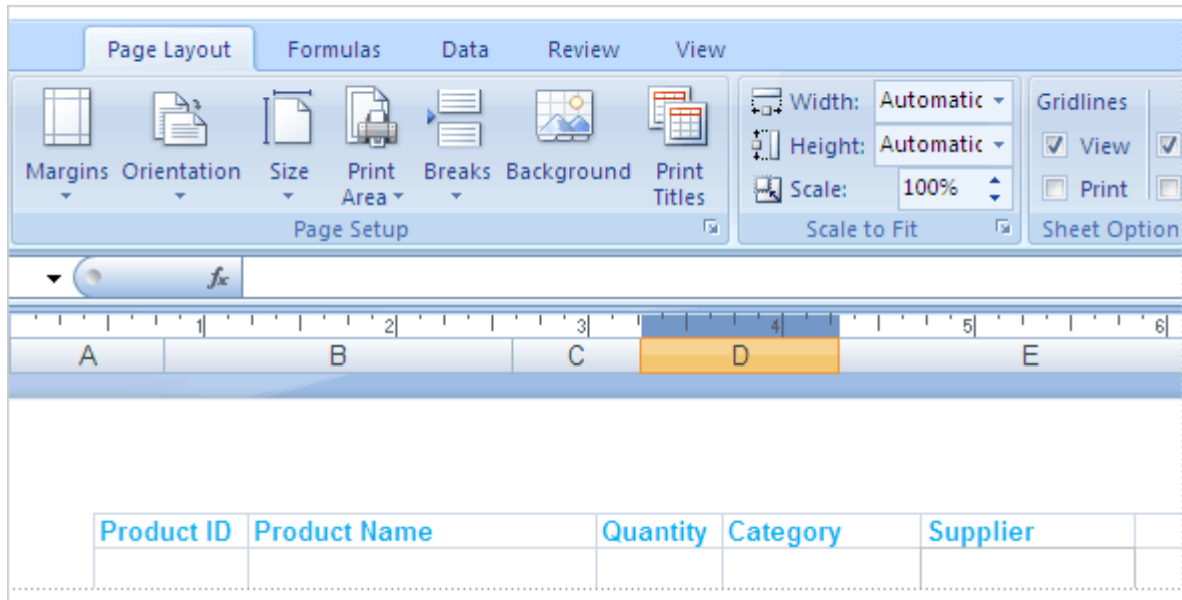 Page Layout Formulas Data Review View
Width: Automatic Gridlines
Height: Automatic View
Margins Orientation Size Print Area Breaks Background Print Titles
Scale: 100% Print
Page Setup Scale to Fit Sheet Option
fx
1 2 3 4 5 6
A B C D E
Product ID Product Name Quantity Category Supplier